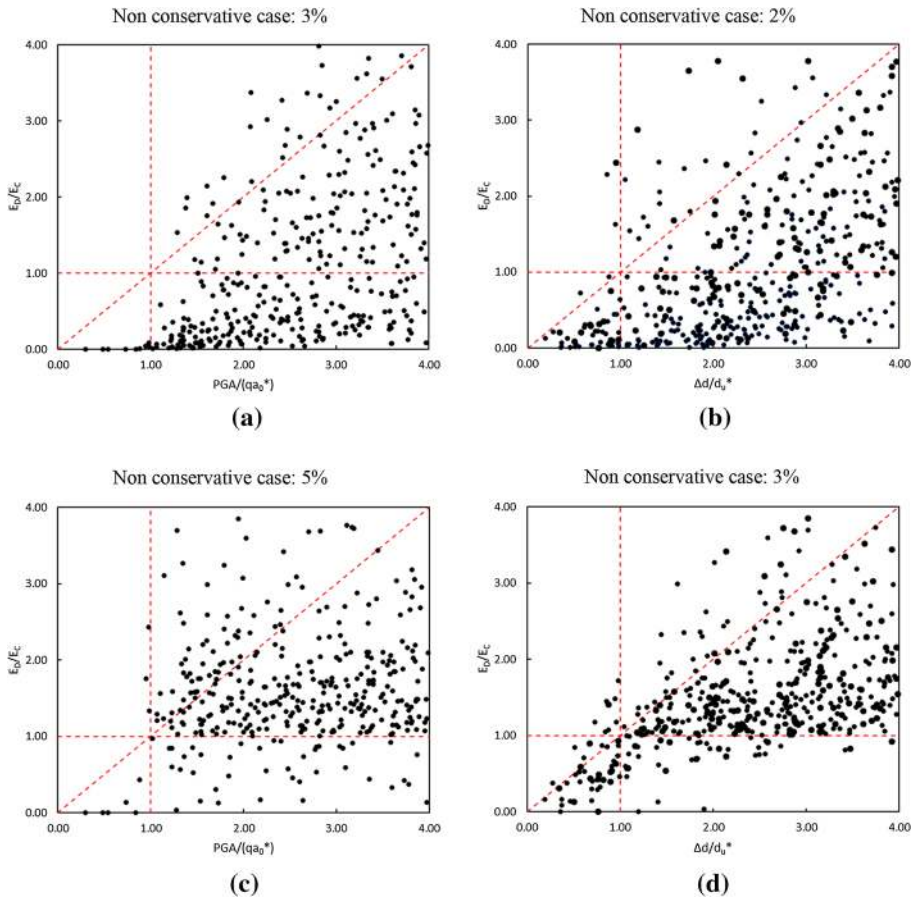 Non conservative case: 3%
4.00
3.00
2.00
1.00
0.00
E_D/E_C
0.00 1.00 2.00 3.00 4.00
PGA/(qa₀*)
(a)
Non conservative case: 2%
4.00
3.00
2.00
1.00
0.00
E_D/E_C
0.00 1.00 2.00 3.00 4.00
Δd/d_u*
(b)
Non conservative case: 5%
4.00
3.00
2.00
1.00
0.00
E_D/E_C
0.00 1.00 2.00 3.00 4.00
PGA/(qa₀*)
(c)
Non conservative case: 3%
4.00
3.00
2.00
1.00
0.00
E_D/E_C
0.00 1.00 2.00 3.00 4.00
Δd/d_u*
(d)